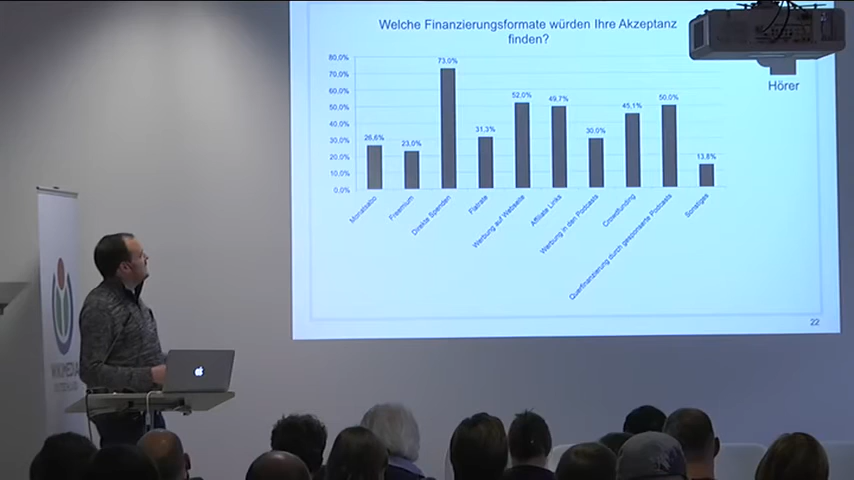 Welche Finanzierungsformate würden Ihre Akzeptanz
finden?
Hörer
80,0%
70,0%
60,0%
50,0%
40,0%
30,0%
20,0%
10,0%
0,0%
26,6%
23,0%
73,0%
31,3%
52,0%
49,7%
30,0%
45,1%
50,0%
13,8%
Monatsabo
Freemium
Direkte Spenden
Flatrate
Werbung auf Webseite
Affiliate Links
Werbung in den Podcasts
Crowdfunding
Querfinanzierung durch gesponserte Podcasts
Sonstiges
22
WIKIMEDIA